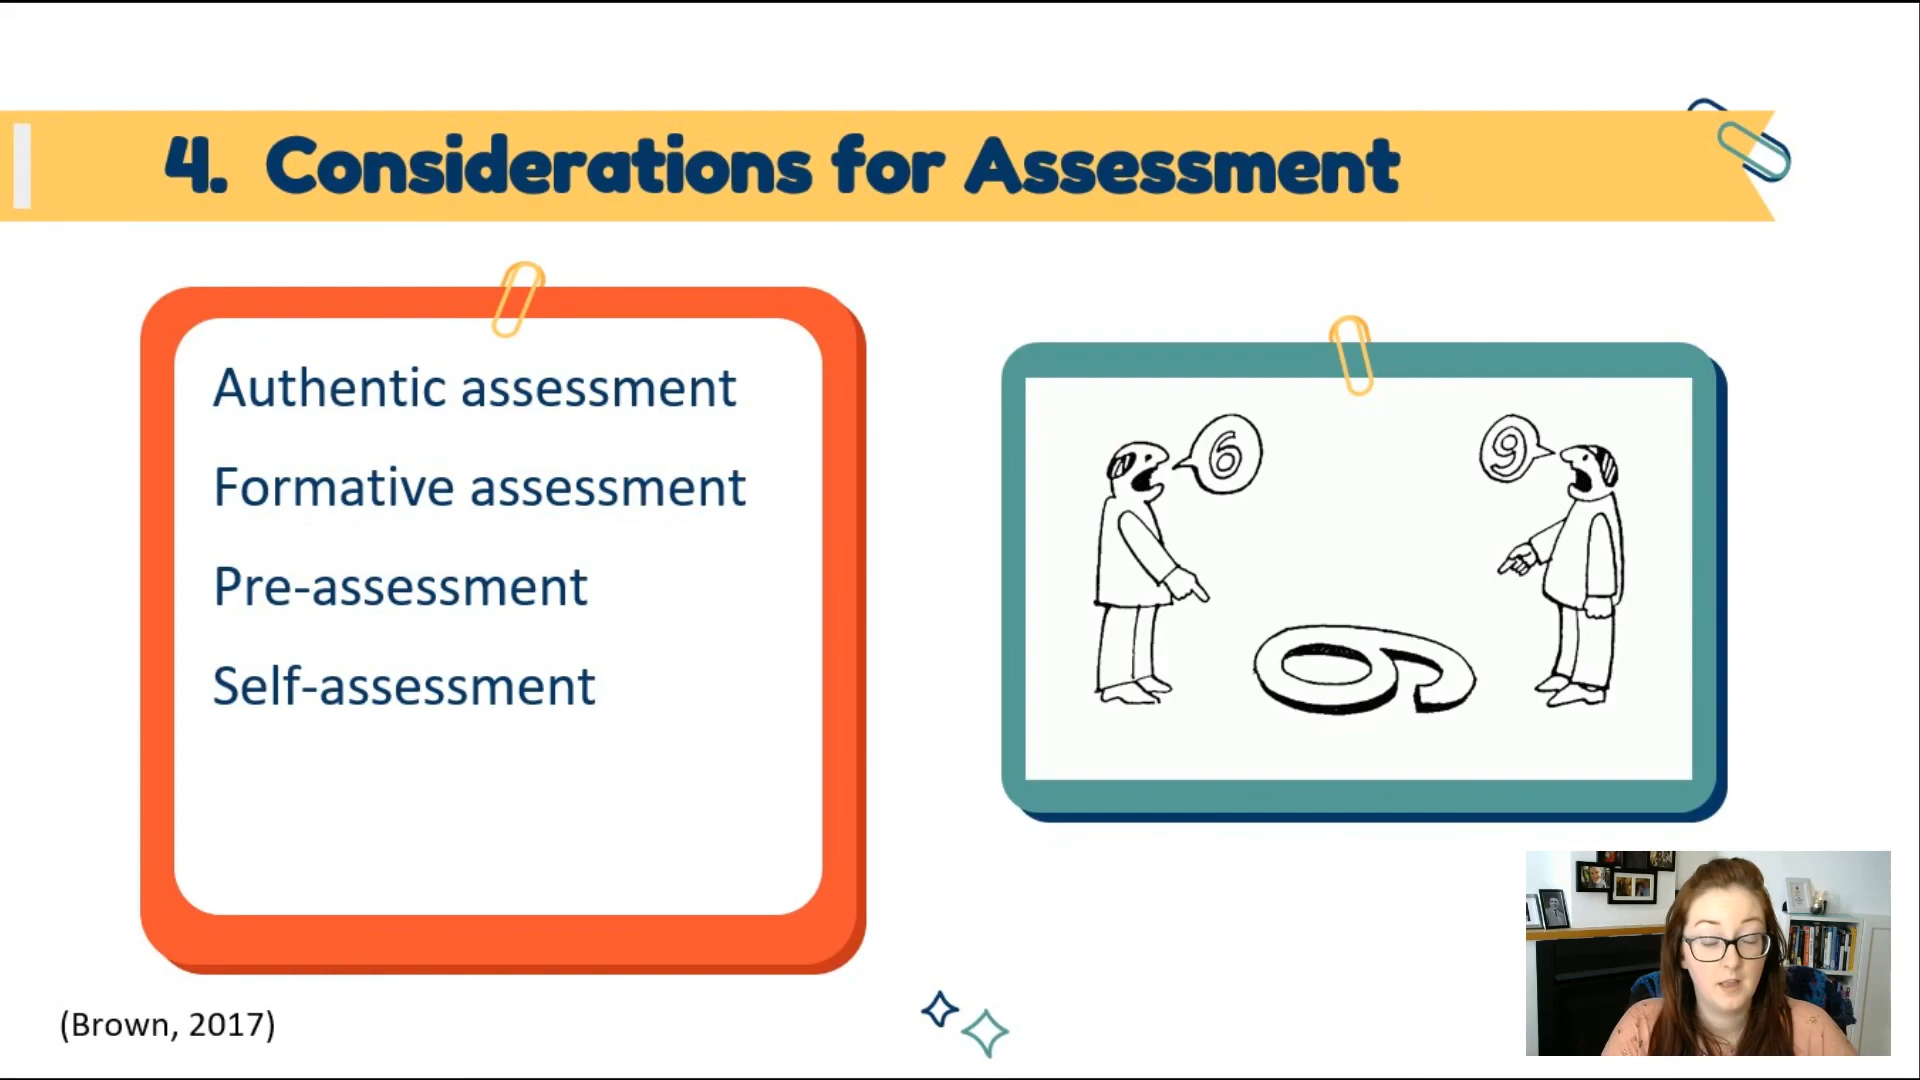 4. Considerations for Assessment
Authentic assessment
Formative assessment
Pre-assessment
Self-assessment
6
9
6
(Brown, 2017)